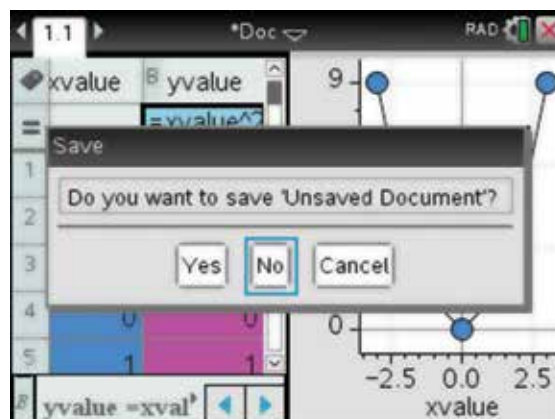 1.1
*Doc
RAD
xvalue
B yvalue
=
=xvalue^2
Save
Do you want to save 'Unsaved Document'?
Yes No Cancel
1
2
3
4 0 0
5 1 1
B yvalue =xval
9
0
-2.5 0.0 2.5
xvalue